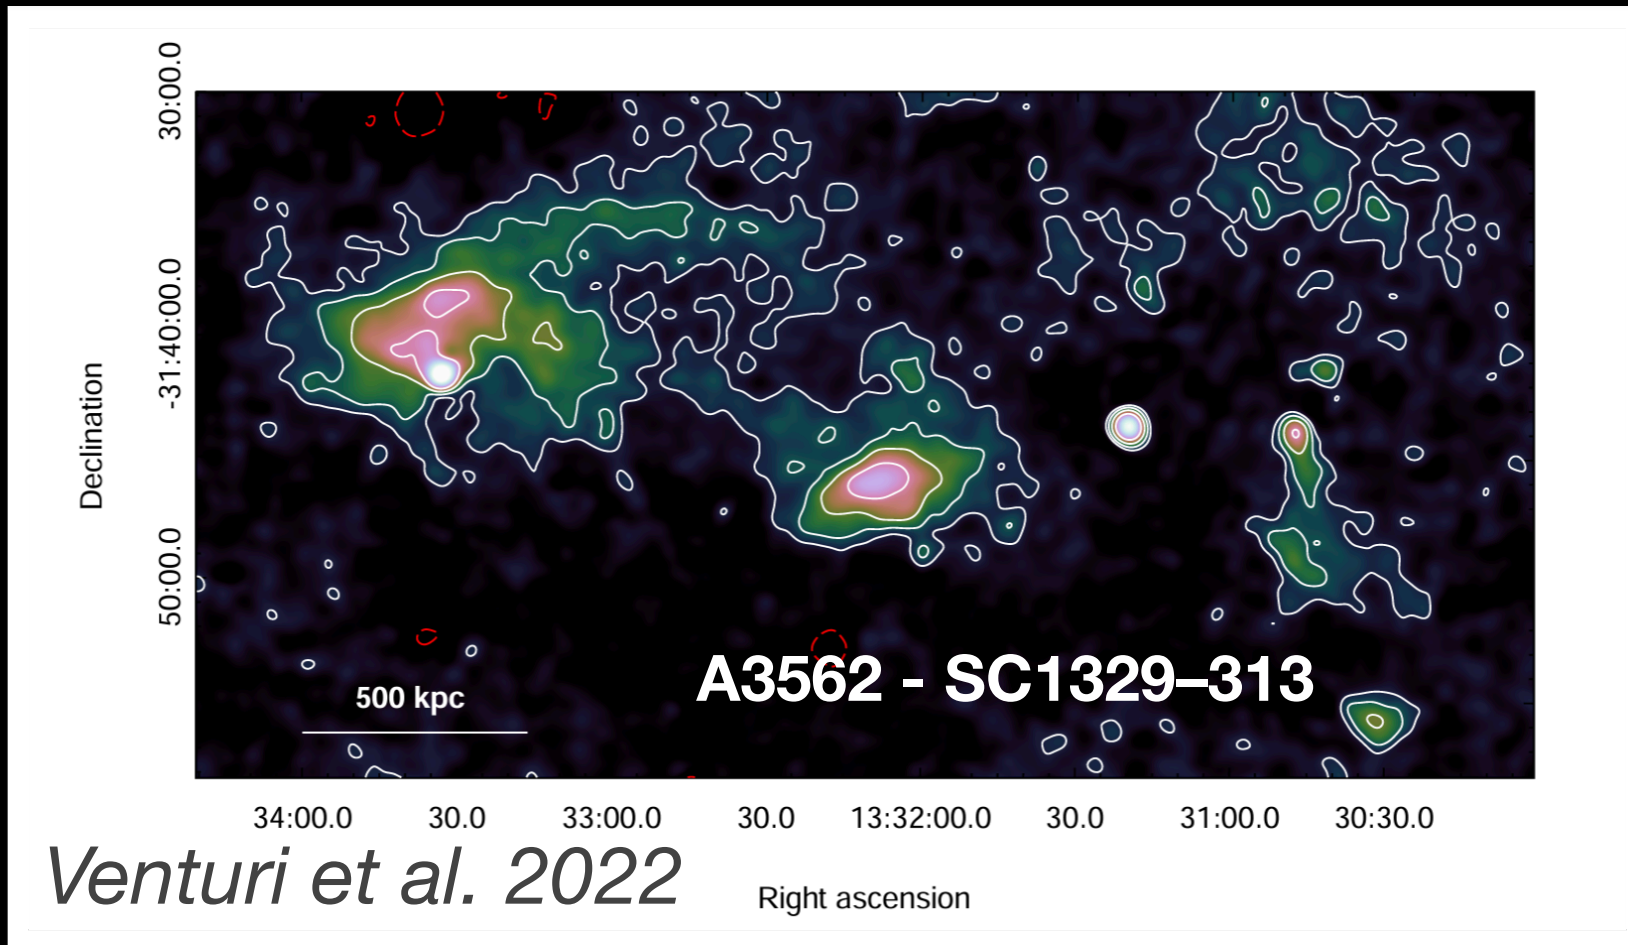 30:00.0
-31:40:00.0
50:00.0
Declination
500 kpc
A3562 - SC1329–313
34:00.0 30.0 33:00.0 30.0 13:32:00.0 30.0 31:00.0 30:30.0
Venturi et al. 2022
Right ascension